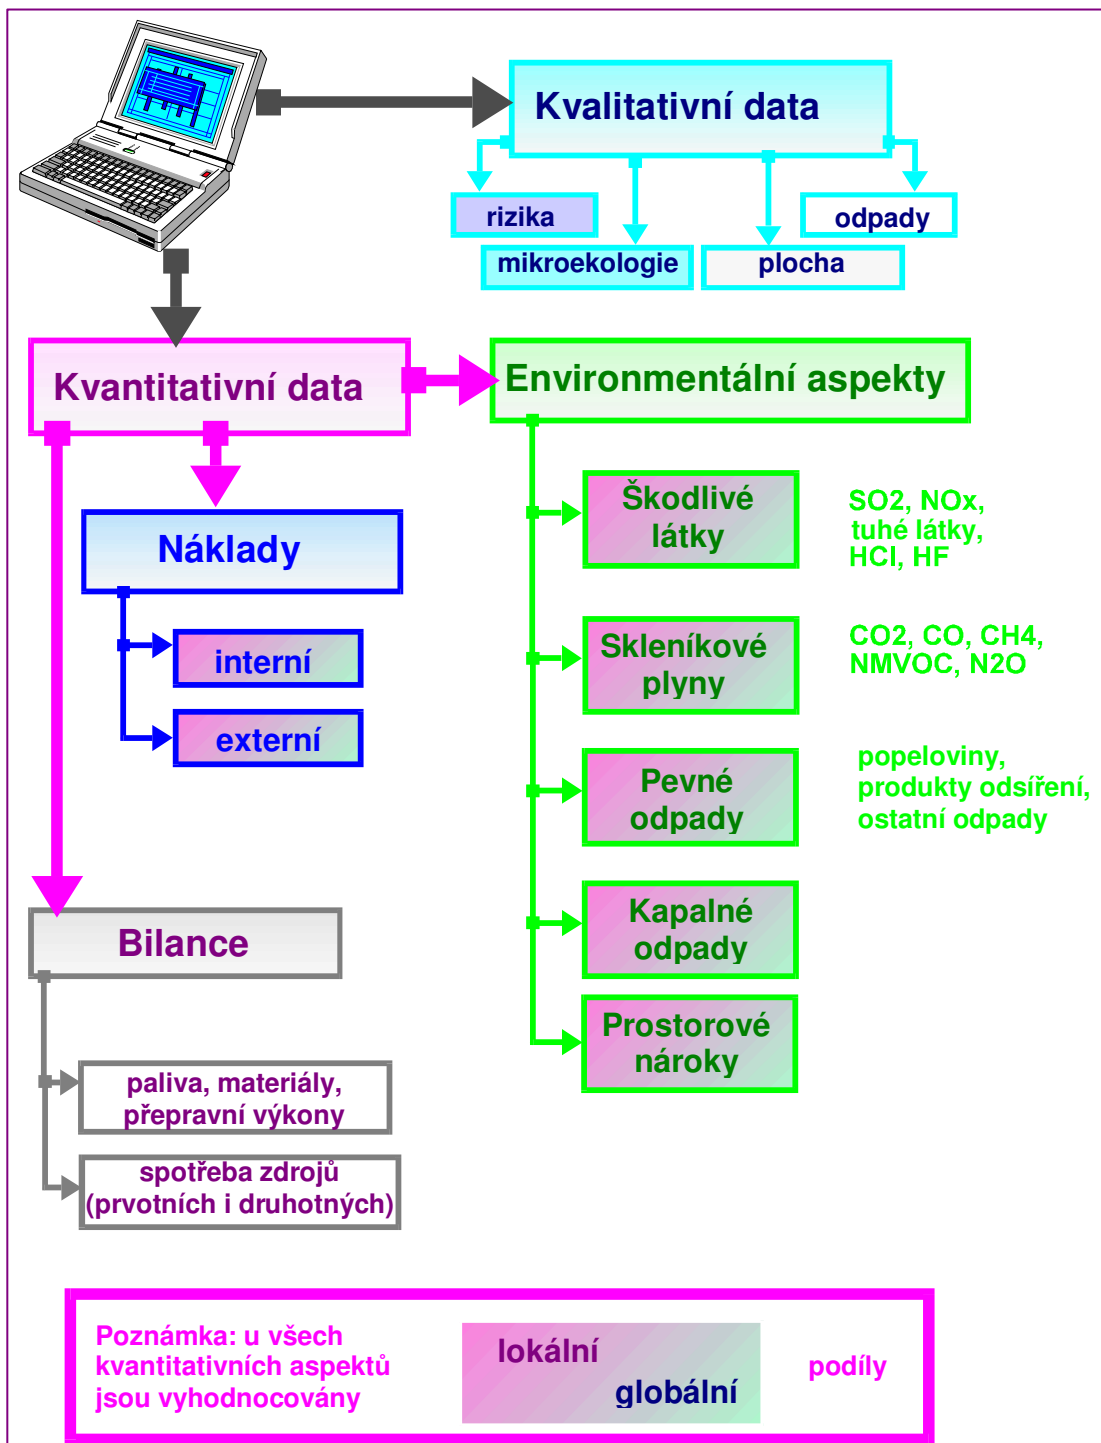 Kvalitativní data
rizika
odpady
mikroekologie
plocha
Kvantitativní data
Environmentální aspekty
Náklady
interní
externí
Škodlivé
látky
SO2, NOx,
tuhé látky,
HCl, HF
Skleníkové
plyny
CO2, CO, CH4,
NMVOC, N2O
Pevné
odpady
popeloviny,
produkty odsíření,
ostatní odpady
Kapalné
odpady
Prostorové
nároky
Bilance
paliva, materiály,
přepravní výkony
spotřeba zdrojů
(prvotních i druhotných)
Poznámka: u všech
kvantitativních aspektů
jsou vyhodnocovány
lokální
globální
podíly